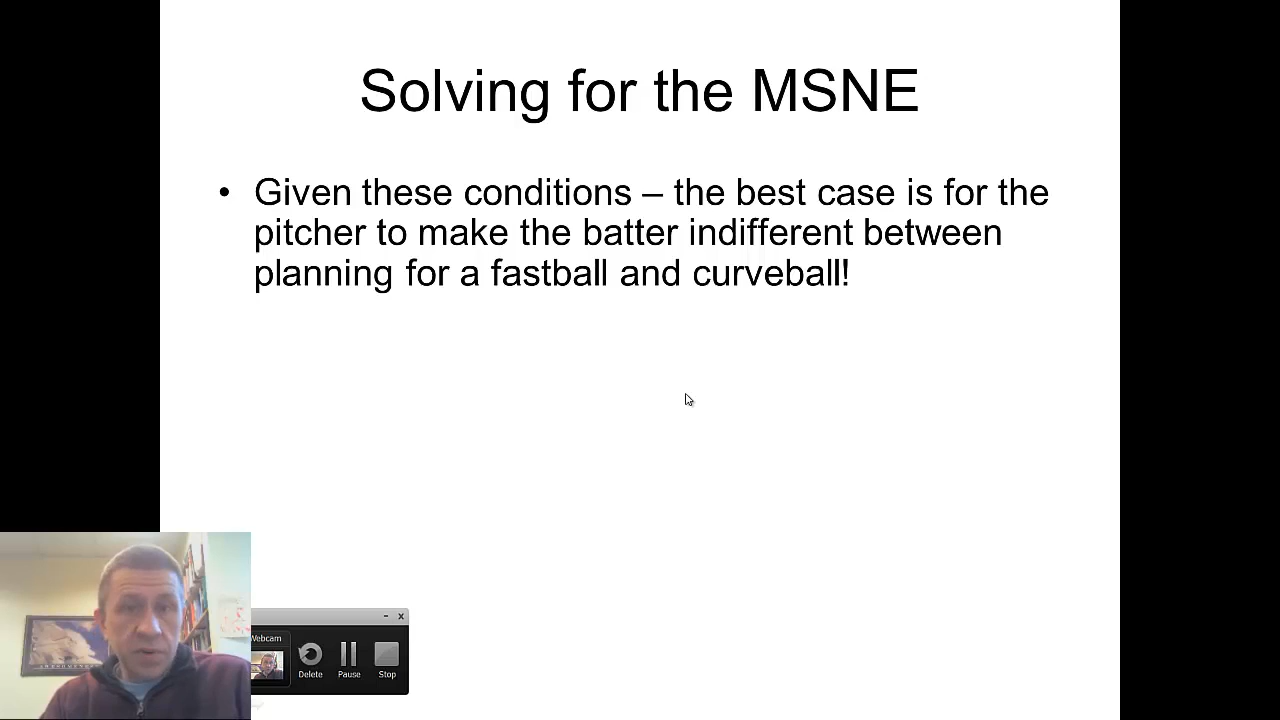 Solving for the MSNE
• Given these conditions – the best case is for the
pitcher to make the batter indifferent between
planning for a fastball and curveball!
Webcam
Delete
Pause
Stop